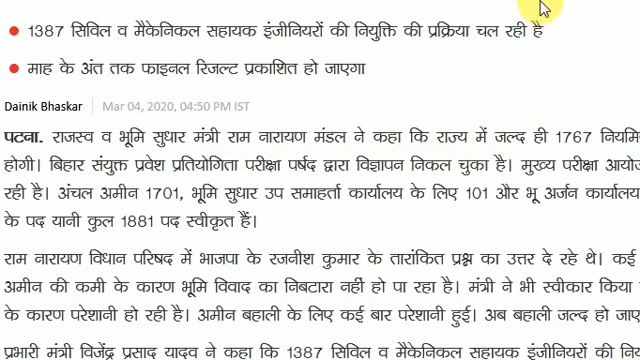 1387 सिविल व मैकेनिकल सहायक इंजीनियरों की नियुक्ति की प्रक्रिया चल रही है
माह के अंत तक फाइनल रिजल्ट प्रकाशित हो जाएगा
Dainik Bhaskar Mar 04, 2020, 04:50 PM IST
पटना. राजस्व व भूमि सुधार मंत्री राम नारायण मंडल ने कहा कि राज्य में जल्द ही 1767
होगी। बिहार संयुक्त प्रवेश प्रतियोगिता परीक्षा पर्षद द्वारा विज्ञापन निकल चुका है। मुख्य परीक्षा
रही है। अंचल अमीन 1701, भूमि सुधार उप समाहर्ता कार्यालय के लिए 101 और भू अर्जन कार्यालय
के पद यानी कुल 1881 पद स्वीकृत हैं।
राम नारायण विधान परिषद में भाजपा के रजनीश कुमार के तारांकित प्रश्न का उत्तर दे रहे थे। कई
अमीन की कमी के कारण भूमि विवाद का निबटारा नहीं हो पा रहा है। मंत्री ने भी स्वीकार किया
के कारण परेशानी हो रही है। अमीन बहाली के लिए कई बार परेशानी हुई। अब बहाली जल्द हो
प्रभारी मंत्री विजेंद्र प्रसाद यादव ने कहा कि 1387 सिविल व मैकेनिकल सहायक इंजीनियरों की